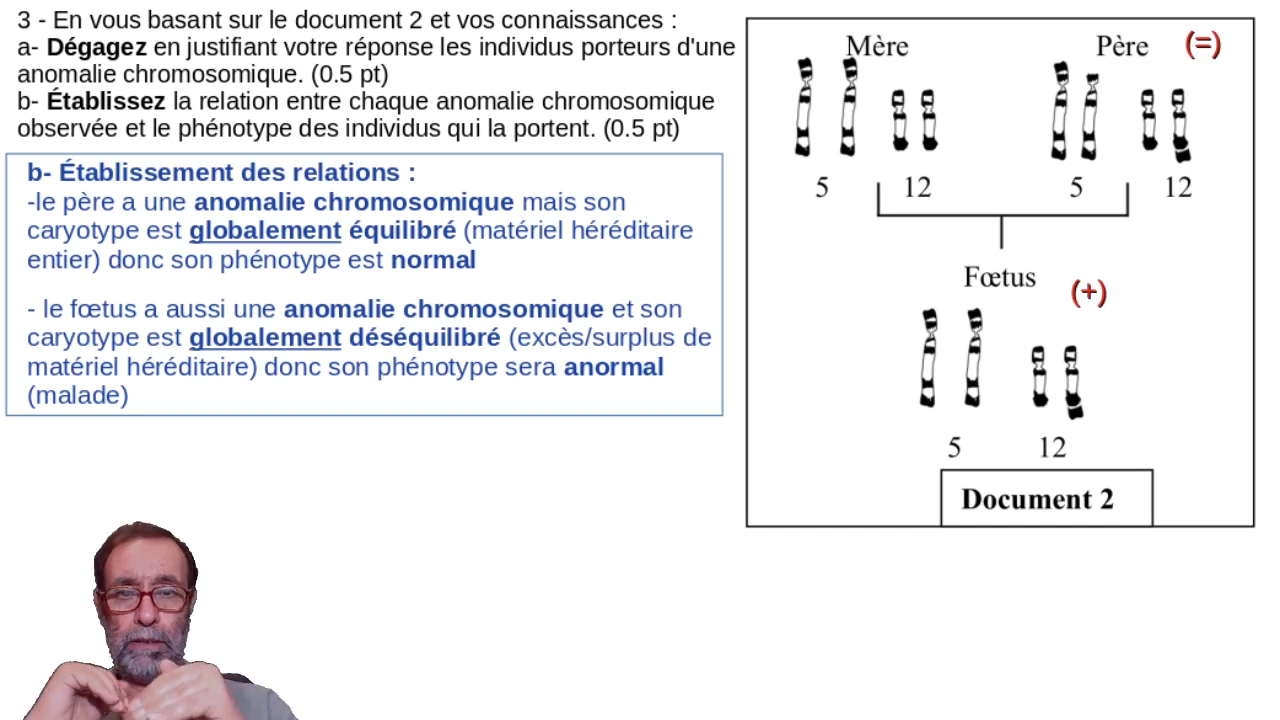 3 - En vous basant sur le document 2 et vos connaissances :
a- Dégagez en justifiant votre réponse les individus porteurs d'une
anomalie chromosomique. (0.5 pt)
b- Établissez la relation entre chaque anomalie chromosomique
observée et le phénotype des individus qui la portent. (0.5 pt)
b- Établissement des relations :
-le père a une anomalie chromosomique mais son
caryotype est globalement équilibré (matériel héréditaire
entier) donc son phénotype est normal
- le fœtus a aussi une anomalie chromosomique et son
caryotype est globalement déséquilibré (excès/surplus de
matériel héréditaire) donc son phénotype sera anormal
(malade)
Mère Père (=)
5 12 5 12
Fœtus (+)
5 12
Document 2